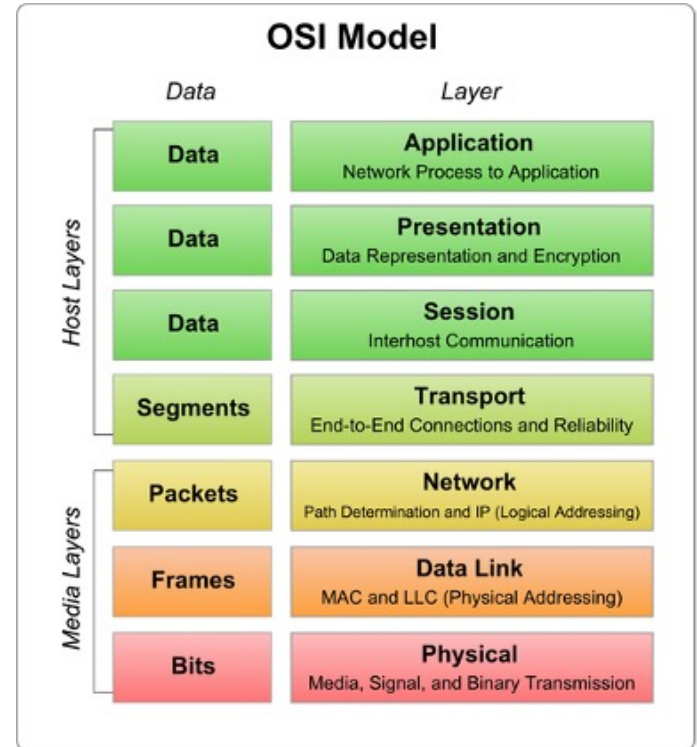 OSI Model
Data Layer
Host Layers
Data
Application
Network Process to Application
Data
Presentation
Data Representation and Encryption
Data
Session
Interhost Communication
Segments
Transport
End-to-End Connections and Reliability
Media Layers
Packets
Network
Path Determination and IP (Logical Addressing)
Frames
Data Link
MAC and LLC (Physical Addressing)
Bits
Physical
Media, Signal, and Binary Transmission